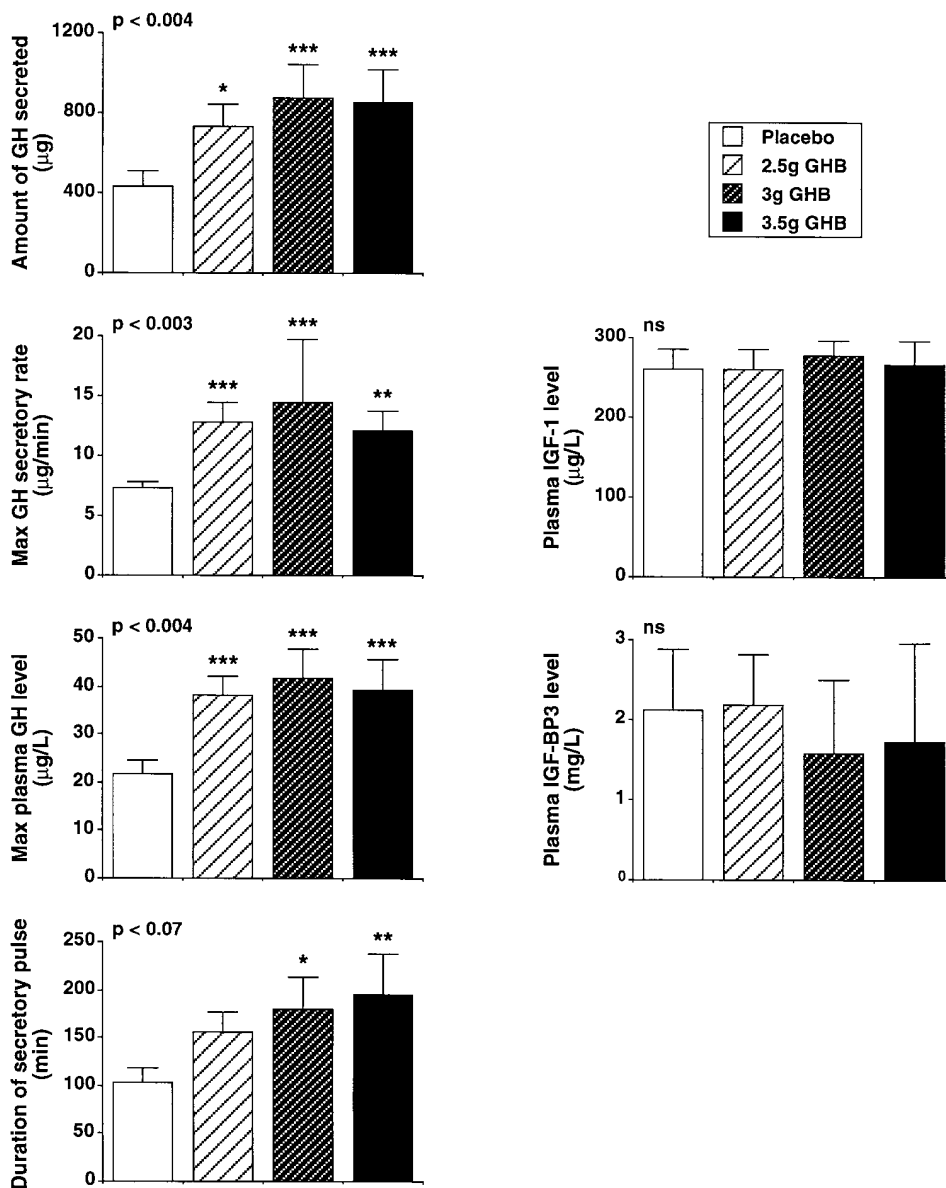 p < 0.004
1200
800
400
0
Amount of GH secreted
(μg)
*
***
***
Placebo
2.5g GHB
3g GHB
3.5g GHB
p < 0.003
20
15
10
5
0
Max GH secretory rate
(μg/min)
***
***
**
ns
300
200
100
0
Plasma IGF-1 level
(μg/L)
p < 0.004
50
40
30
20
10
0
Max plasma GH level
(μg/L)
***
***
***
ns
3
2
1
0
Plasma IGF-BP3 level
(mg/L)
p < 0.07
250
200
150
100
50
0
Duration of secretory pulse
(min)
*
**